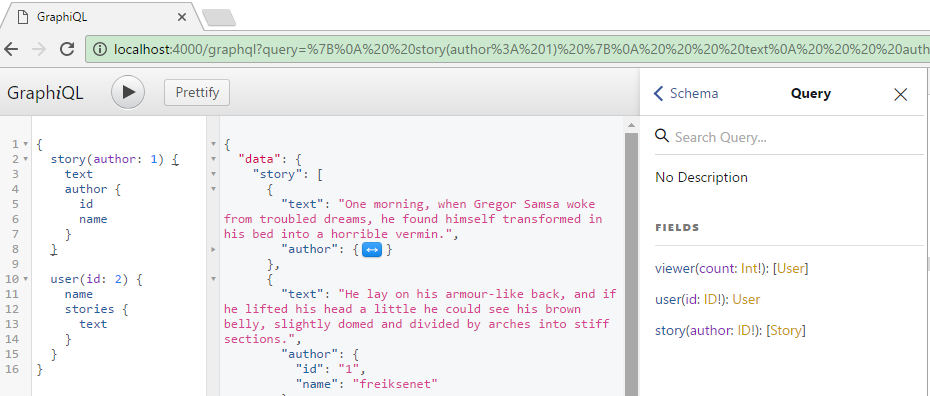 GraphiQL
localhost:4000/graphql?query=%7B%0A%20%20story(author%3A%201)%20%7B%0A%20%20%20%20text%0A%20%20%20%20auth
GraphiQL
Prettify
1 {
2 story(author: 1) {
3 text
4 author {
5 id
6 name
7 }
8 }
9
10 user(id: 2) {
11 name
12 stories {
13 text
14 }
15 }
16 }
{
"data": {
"story": [
{
"text": "One morning, when Gregor Samsa woke
from troubled dreams, he found himself transformed in
his bed into a horrible vermin.",
"author": {↔}
},
{
"text": "He lay on his armour-like back, and if
he lifted his head a little he could see his brown
belly, slightly domed and divided by arches into stiff
sections.",
"author": {
"id": "1",
"name": "freiksenet"
Schema
Query
Search Query...
No Description
FIELDS
viewer(count: Int!): [User]
user(id: ID!): User
story(author: ID!): [Story]